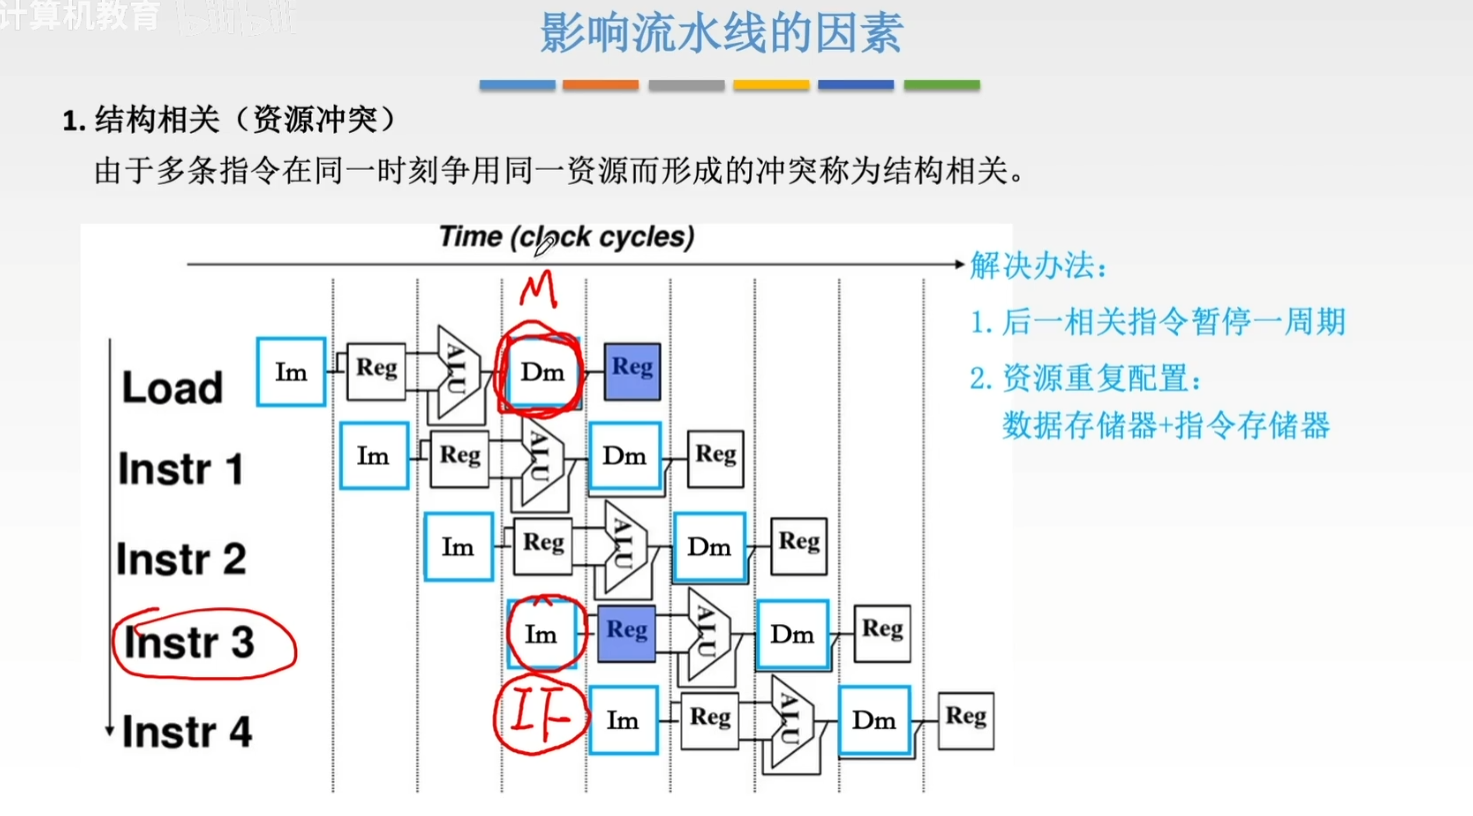 计算机教育 bilibili
影响流水线的因素
1. 结构相关（资源冲突）
由于多条指令在同一时刻争用同一资源而形成的冲突称为结构相关。
Time (clock cycles)
M
解决办法：
1. 后一相关指令暂停一周期
2. 资源重复配置：
数据存储器+指令存储器
Load Im Reg ALU Dm Reg
Instr 1 Im Reg ALU Dm Reg
Instr 2 Im Reg ALU Dm Reg
Instr 3 Im Reg ALU Dm Reg
IF
Instr 4 Im Reg ALU Dm Reg